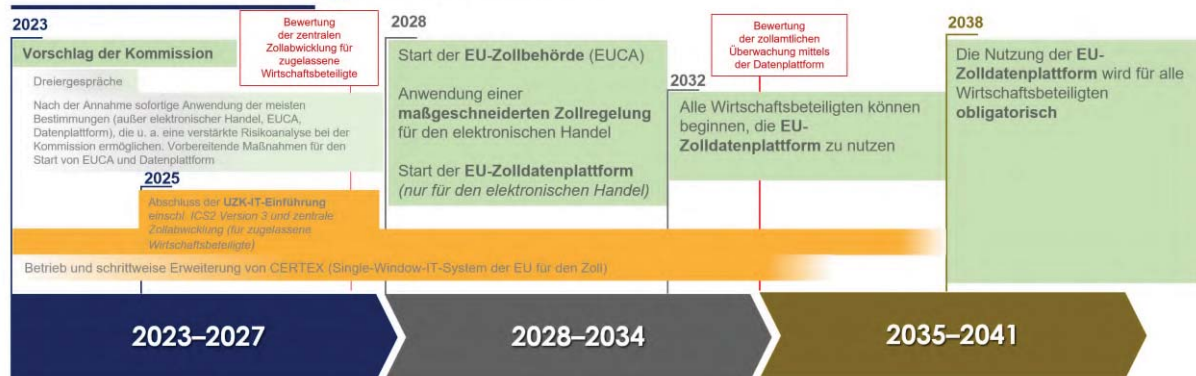 2023
Vorschlag der Kommission
Dreiergespräche
Nach der Annahme sofortige Anwendung der meisten
Bestimmungen (außer elektronischer Handel, EUCA,
Datenplattform), die u. a. eine verstärkte Risikoanalyse bei der
Kommission ermöglichen. Vorbereitende Maßnahmen für den
Start von EUCA und Datenplattform
2025
Abschluss der UZK-IT-Einführung
einschl. ICS2 Version 3 und zentrale
Zollabwicklung (für zugelassene
Wirtschaftsbeteiligte)
Bewertung
der zentralen
Zollabwicklung für
zugelassene
Wirtschaftsbeteiligte
2028
Start der EU-Zollbehörde (EUCA)
Anwendung einer
maßgeschneiderten Zollregelung
für den elektronischen Handel
Start der EU-Zolldatenplattform
(nur für den elektronischen Handel)
2032
Alle Wirtschaftsbeteiligten können
beginnen, die EU-
Zolldatenplattform zu nutzen
Bewertung
der zollamtlichen
Überwachung mittels
der Datenplattform
2038
Die Nutzung der EU-
Zolldatenplattform wird für alle
Wirtschaftsbeteiligten
obligatorisch
Betrieb und schrittweise Erweiterung von CERTEX (Single-Window-IT-System der EU für den Zoll)
2023–2027
2028–2034
2035–2041